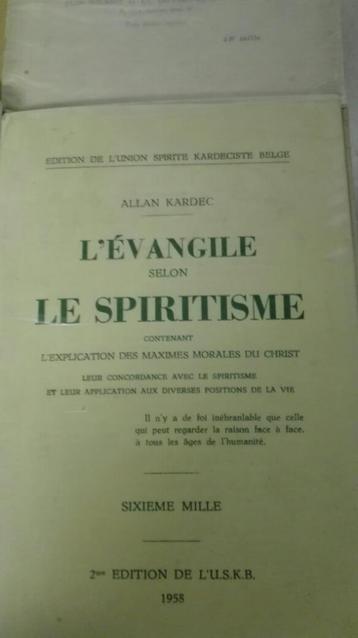 EDITION DE L'UNION SPIRITE KARDECISTE BELGE
ALLAN KARDEC
L'ÉVANGILE
SELON
LE SPIRITISME
CONTENANT
L'EXPLICATION DES MAXIMES MORALES DU CHRIST
LEUR CONCORDANCE AVEC LE SPIRITISME
ET LEUR APPLICATION AUX DIVERSES POSITIONS DE LA VIE
Il n'y a de foi inébranlable que celle
qui peut regarder la raison face à face,
à tous les âges de l'humanité.
SIXIEME MILLE
2me EDITION DE L'U.S.K.B.
1958